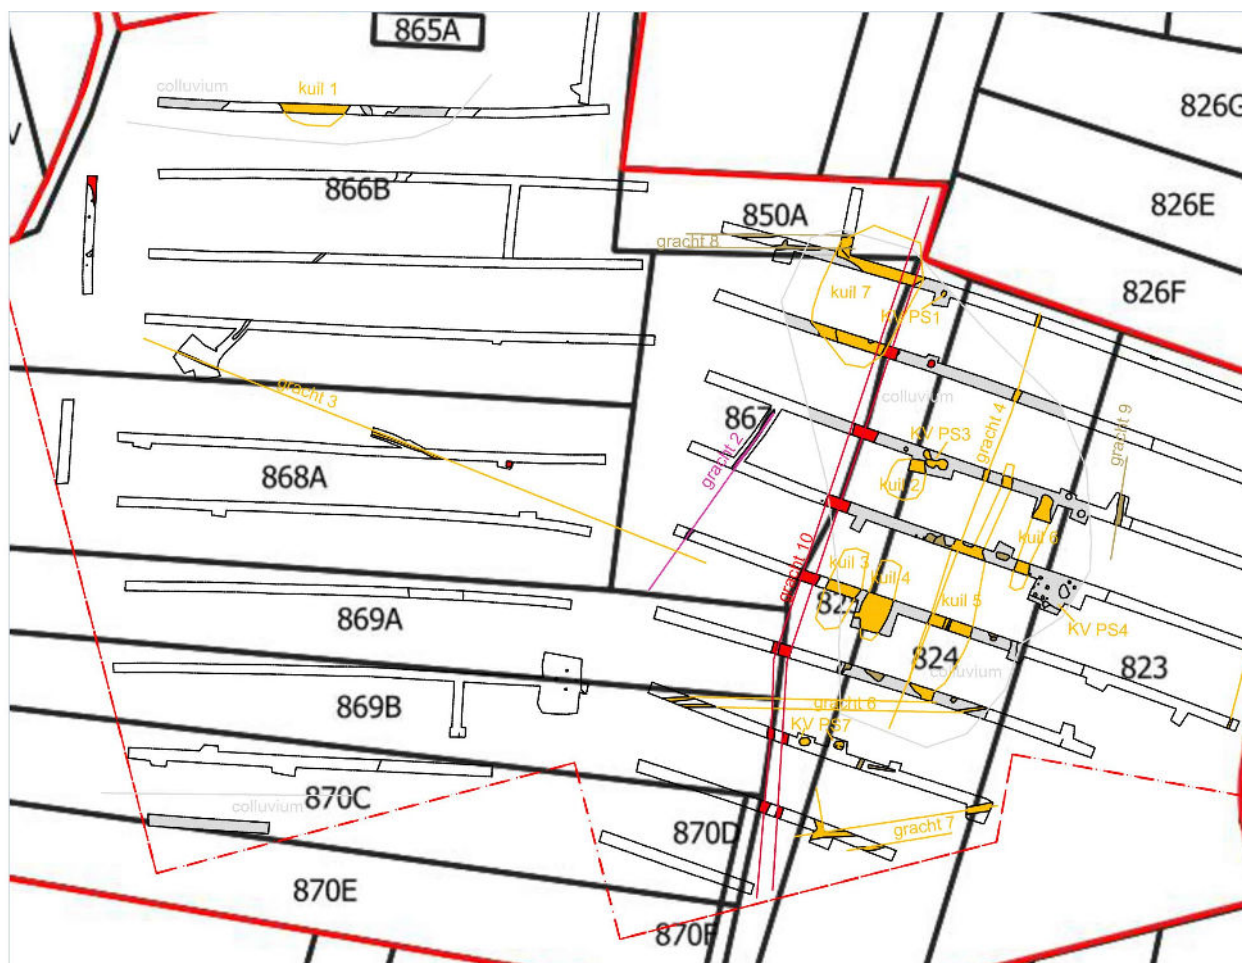 865A
colluvium
kuil 1
826G
V
866B
826E
850A
gracht 8
826F
kuil 7
KV PS1
gracht 3
colluvium
867
gracht 4
gracht 9
KV PS3
gracht 2
868A
kuil 2
kuil 6
gracht 10
kuil 3
kuil 4
82
869A
kuil 5
KV PS4
824
colluvium
823
869B
gracht 6
KV PS7
870C
colluvium
870D
gracht 7
870E
870F